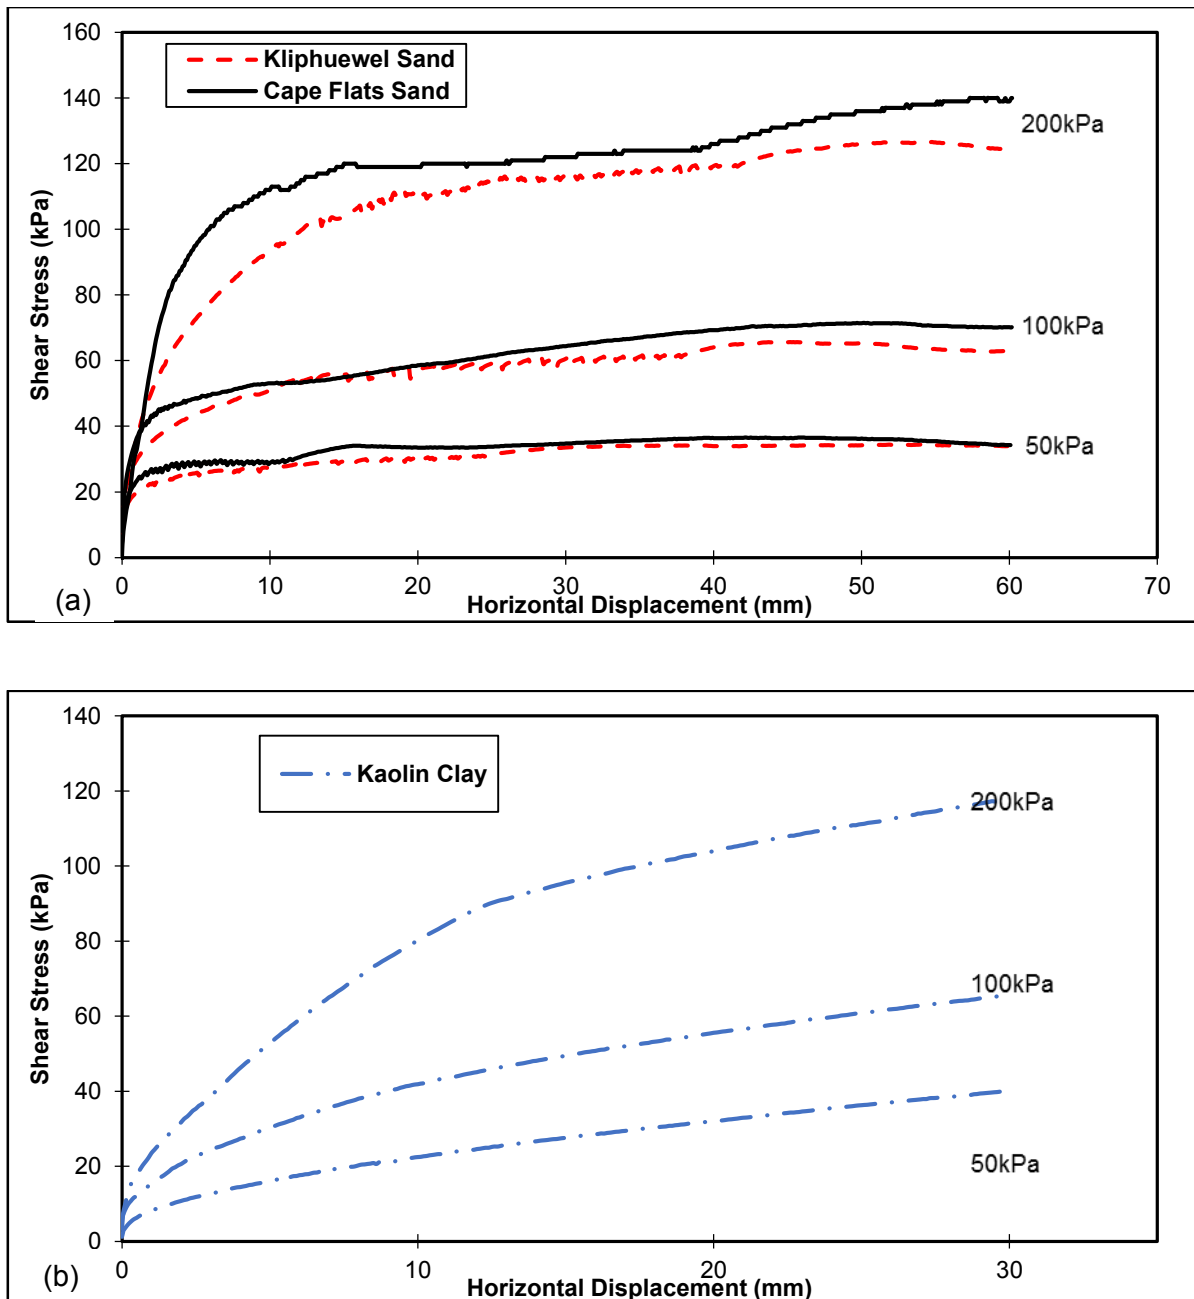 160
140
120
100
80
60
40
20
0
Shear Stress (kPa)
Kliphuewel Sand
Cape Flats Sand
200kPa
100kPa
50kPa
0 10 20 30 40 50 60 70
Horizontal Displacement (mm)
(a)
140
120
100
80
60
40
20
0
Shear Stress (kPa)
Kaolin Clay
200kPa
100kPa
50kPa
0 10 20 30
Horizontal Displacement (mm)
(b)